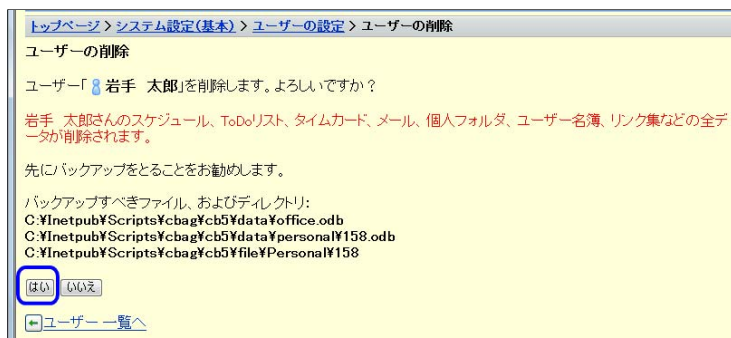 トップページ > システム設定(基本) > ユーザーの設定 > ユーザーの削除
ユーザーの削除
ユーザー「岩手 太郎」を削除します。よろしいですか？
岩手 太郎さんのスケジュール、ToDoリスト、タイムカード、メール、個人フォルダ、ユーザー名簿、リンク集などの全デ
ータが削除されます。
先にバックアップをとることをお勧めします。
バックアップすべきファイル、およびディレクトリ:
C:¥Inetpub¥Scripts¥cbag¥cb5¥data¥office.odb
C:¥Inetpub¥Scripts¥cbag¥cb5¥data¥personal¥158.odb
C:¥Inetpub¥Scripts¥cbag¥cb5¥file¥Personal¥158
はい いいえ
ユーザー 一覧へ